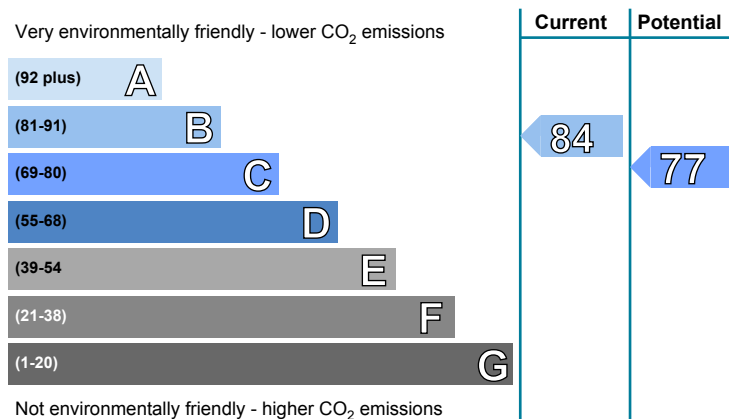 Very environmentally friendly - lower CO₂ emissions
Current
Potential
(92 plus) A
(81-91) B
(69-80) C
(55-68) D
(39-54 E
(21-38) F
(1-20) G
84
77
Not environmentally friendly - higher CO₂ emissions